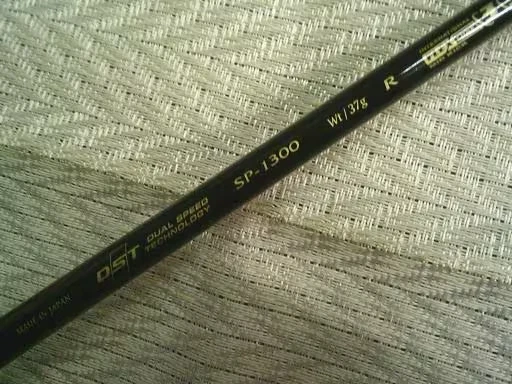 MADE IN JAPAN
DST
DUAL SPEED
TECHNOLOGY
SP-1300
Wt / 37g
R